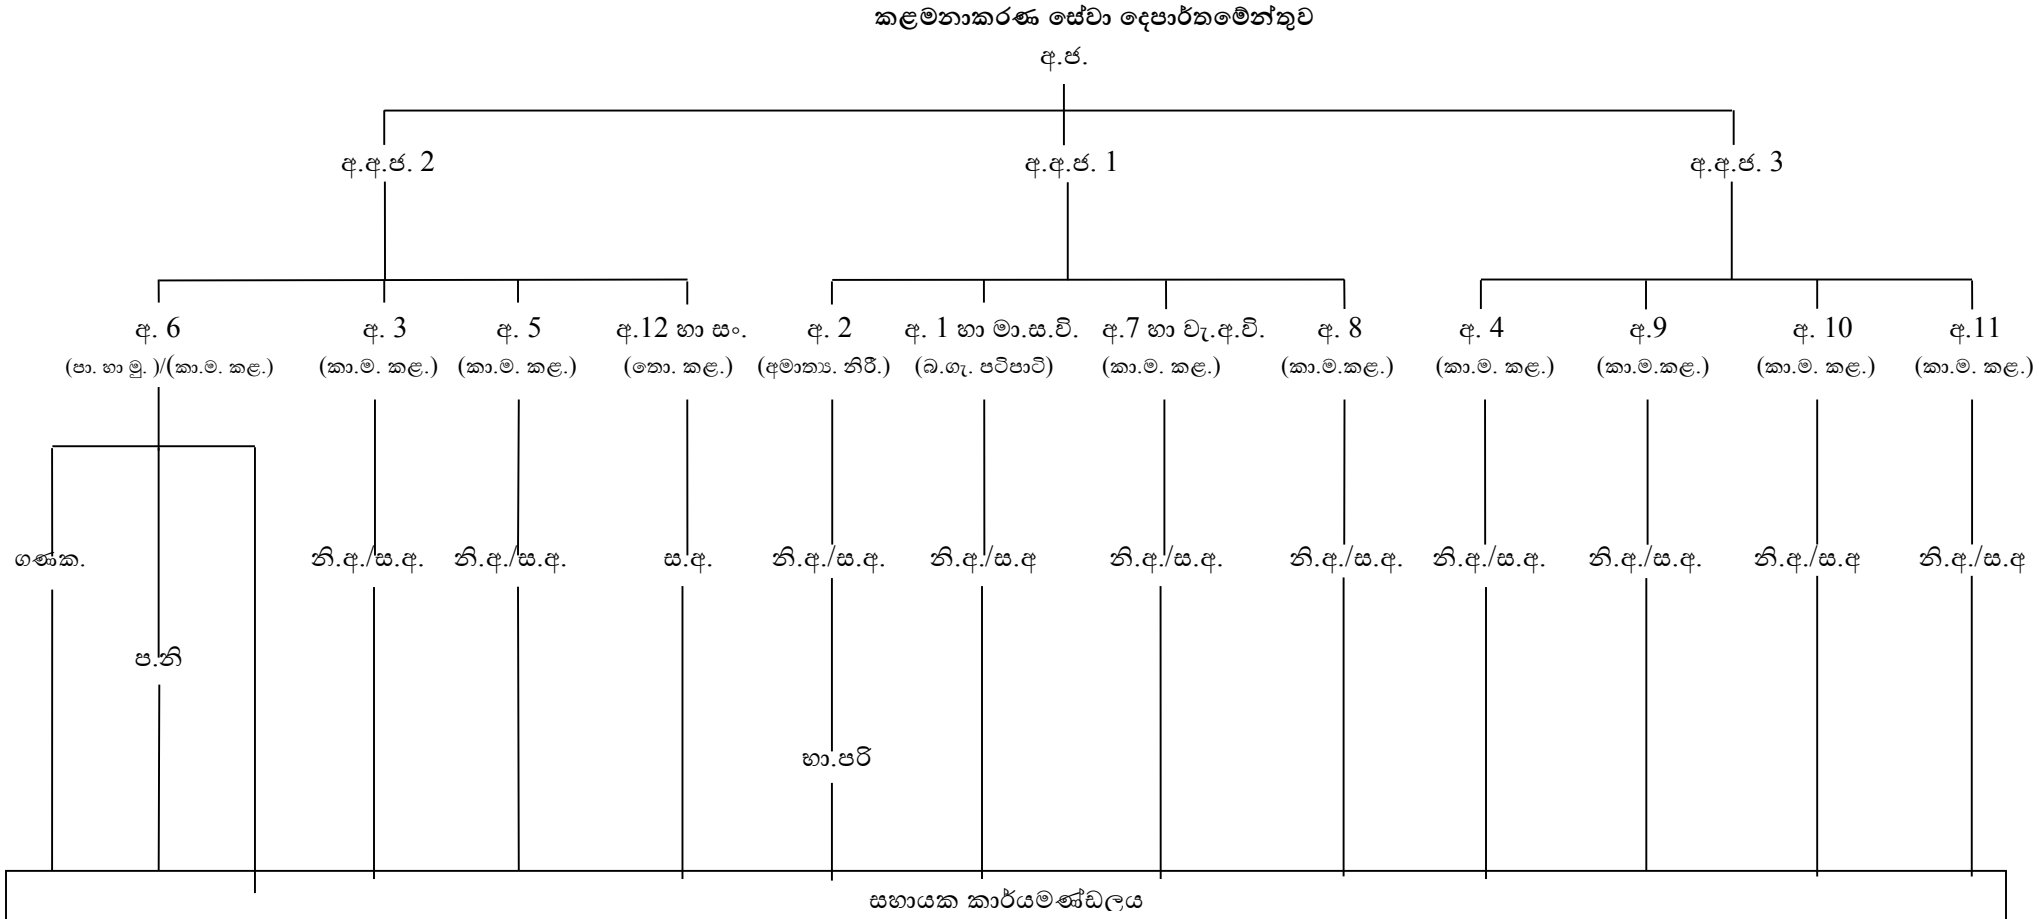 කළමනාකරණ සේවා දෙපාර්තමේන්තුව
අ.ජ.
අ.අ.ජ. 2 අ.අ.ජ. 1 අ.අ.ජ. 3
අ. 6 අ. 3 අ. 5 අ.12 හා සං. අ. 2 අ. 1 හා මා.ස.වි. අ.7 හා වැ.අ.වි. අ. 8 අ. 4 අ.9 අ. 10 අ.11
(පා. හා මු. )/(කා.ම. කළ.) (කා.ම. කළ.) (කා.ම. කළ.) (තො. කළ.) (අමාත්‍ය. නිරී.) (බ.ගැ. පටිපාටි) (කා.ම. කළ.) (කා.ම.කළ.) (කා.ම. කළ.) (කා.ම.කළ.) (කා.ම. කළ.) (කා.ම. කළ.)
ගණක. නි.අ./ස.අ. නි.අ./ස.අ. ස.අ. නි.අ./ස.අ. නි.අ./ස.අ නි.අ./ස.අ. නි.අ./ස.අ. නි.අ./ස.අ. නි.අ./ස.අ. නි.අ./ස.අ නි.අ./ස.අ
ප.නි
භා.පරි
සහායක කාර්යමණ්ඩලය